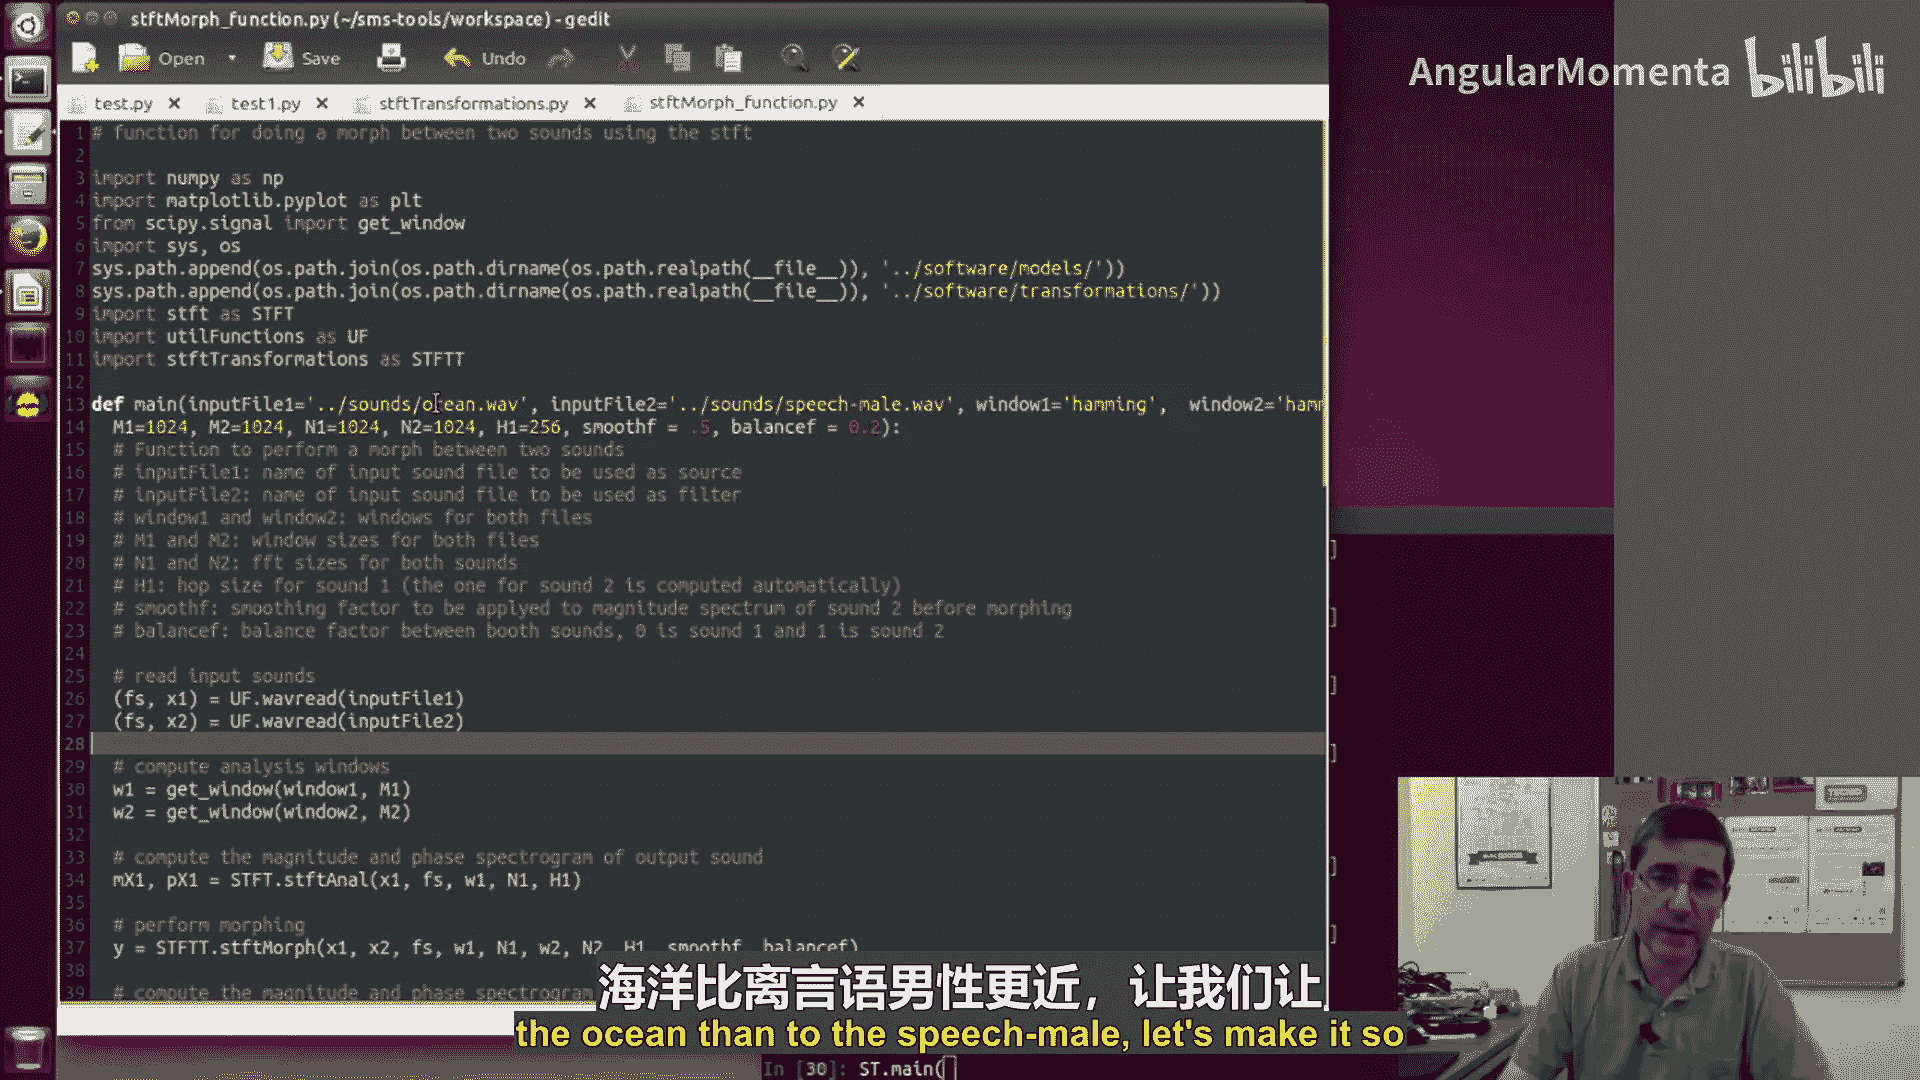 stftMorph_function.py (~/sms-tools/workspace) - gedit
Open Save Undo
test.py test1.py stftTransformations.py stftMorph_function.py
AngularMomenta bilibili
1 # function for doing a morph between two sounds using the stft
2
3 import numpy as np
4 import matplotlib.pyplot as plt
5 from scipy.signal import get_window
6 import sys, os
7 sys.path.append(os.path.join(os.path.dirname(os.path.realpath(__file__)), '../software/models/'))
8 sys.path.append(os.path.join(os.path.dirname(os.path.realpath(__file__)), '../software/transformations/'))
9 import stft as STFT
10 import utilFunctions as UF
11 import stftTransformations as STFTT
12
13 def main(inputFile1='../sounds/ocean.wav', inputFile2='../sounds/speech-male.wav', window1='hamming', window2='hamm
14 M1=1024, M2=1024, N1=1024, N2=1024, H1=256, smoothf = .5, balancef = 0.2):
15 # Function to perform a morph between two sounds
16 # inputFile1: name of input sound file to be used as source
17 # inputFile2: name of input sound file to be used as filter
18 # window1 and window2: windows for both files
19 # M1 and M2: window sizes for both files
20 # N1 and N2: fft sizes for both sounds
21 # H1: hop size for sound 1 (the one for sound 2 is computed automatically)
22 # smoothf: smoothing factor to be applyed to magnitude spectrum of sound 2 before morphing
23 # balancef: balance factor between booth sounds, 0 is sound 1 and 1 is sound 2
24
25 # read input sounds
26 (fs, x1) = UF.wavread(inputFile1)
27 (fs, x2) = UF.wavread(inputFile2)
28
29 # compute analysis windows
30 w1 = get_window(window1, M1)
31 w2 = get_window(window2, M2)
32
33 # compute the magnitude and phase spectrogram of output sound
34 mX1, pX1 = STFT.stftAnal(x1, fs, w1, N1, H1)
35
36 # perform morphing
37 y = STFTT.stftMorph(x1, x2, fs, w1, N1, w2, N2, H1, smoothf, balancef)
38
39 # compute the magnitude and phase spectrogram
海洋比离言语男性更近，让我们让
the ocean than to the speech-male, let's make it so
In [30]: ST.main(